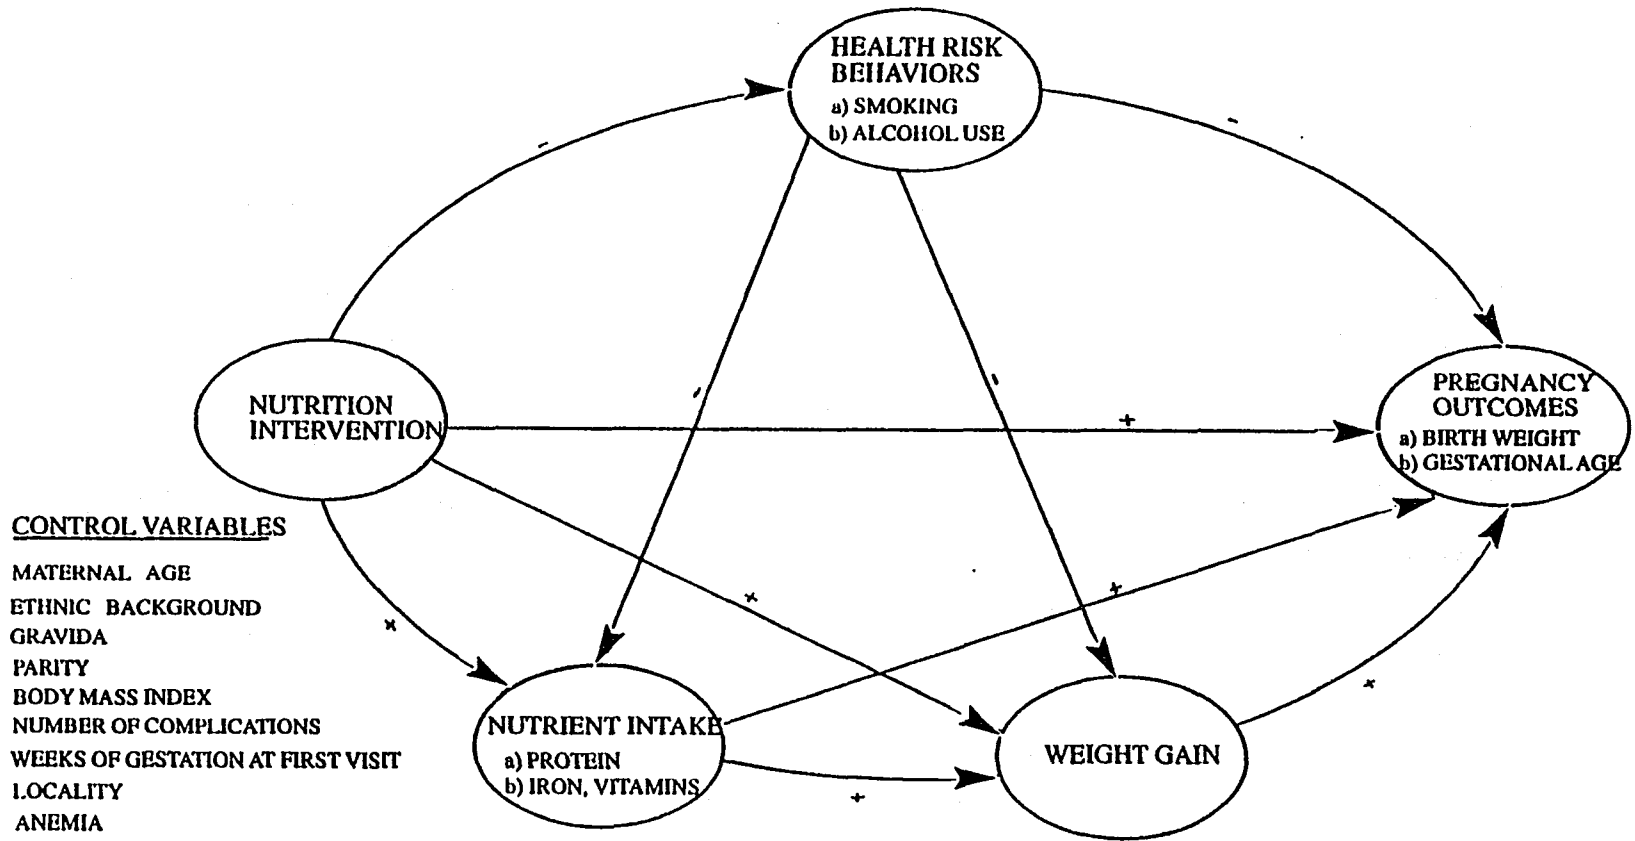 HEALTH RISK
BEHAVIORS
a) SMOKING
b) ALCOHOL USE
-
-
-
-
NUTRITION
INTERVENTION
+
PREGNANCY
OUTCOMES
a) BIRTH WEIGHT
b) GESTATIONAL AGE
CONTROL VARIABLES
MATERNAL AGE
ETHNIC BACKGROUND
GRAVIDA
PARITY
BODY MASS INDEX
NUMBER OF COMPLICATIONS
WEEKS OF GESTATION AT FIRST VISIT
LOCALITY
ANEMIA
+
+
+
+
NUTRIENT INTAKE
a) PROTEIN
b) IRON, VITAMINS
+
WEIGHT GAIN